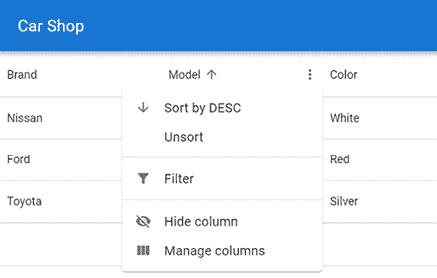 Car Shop
Brand Model Color
Sort by DESC
Nissan White
Unsort
Ford Filter Red
Toyota Hide column Silver
Manage columns